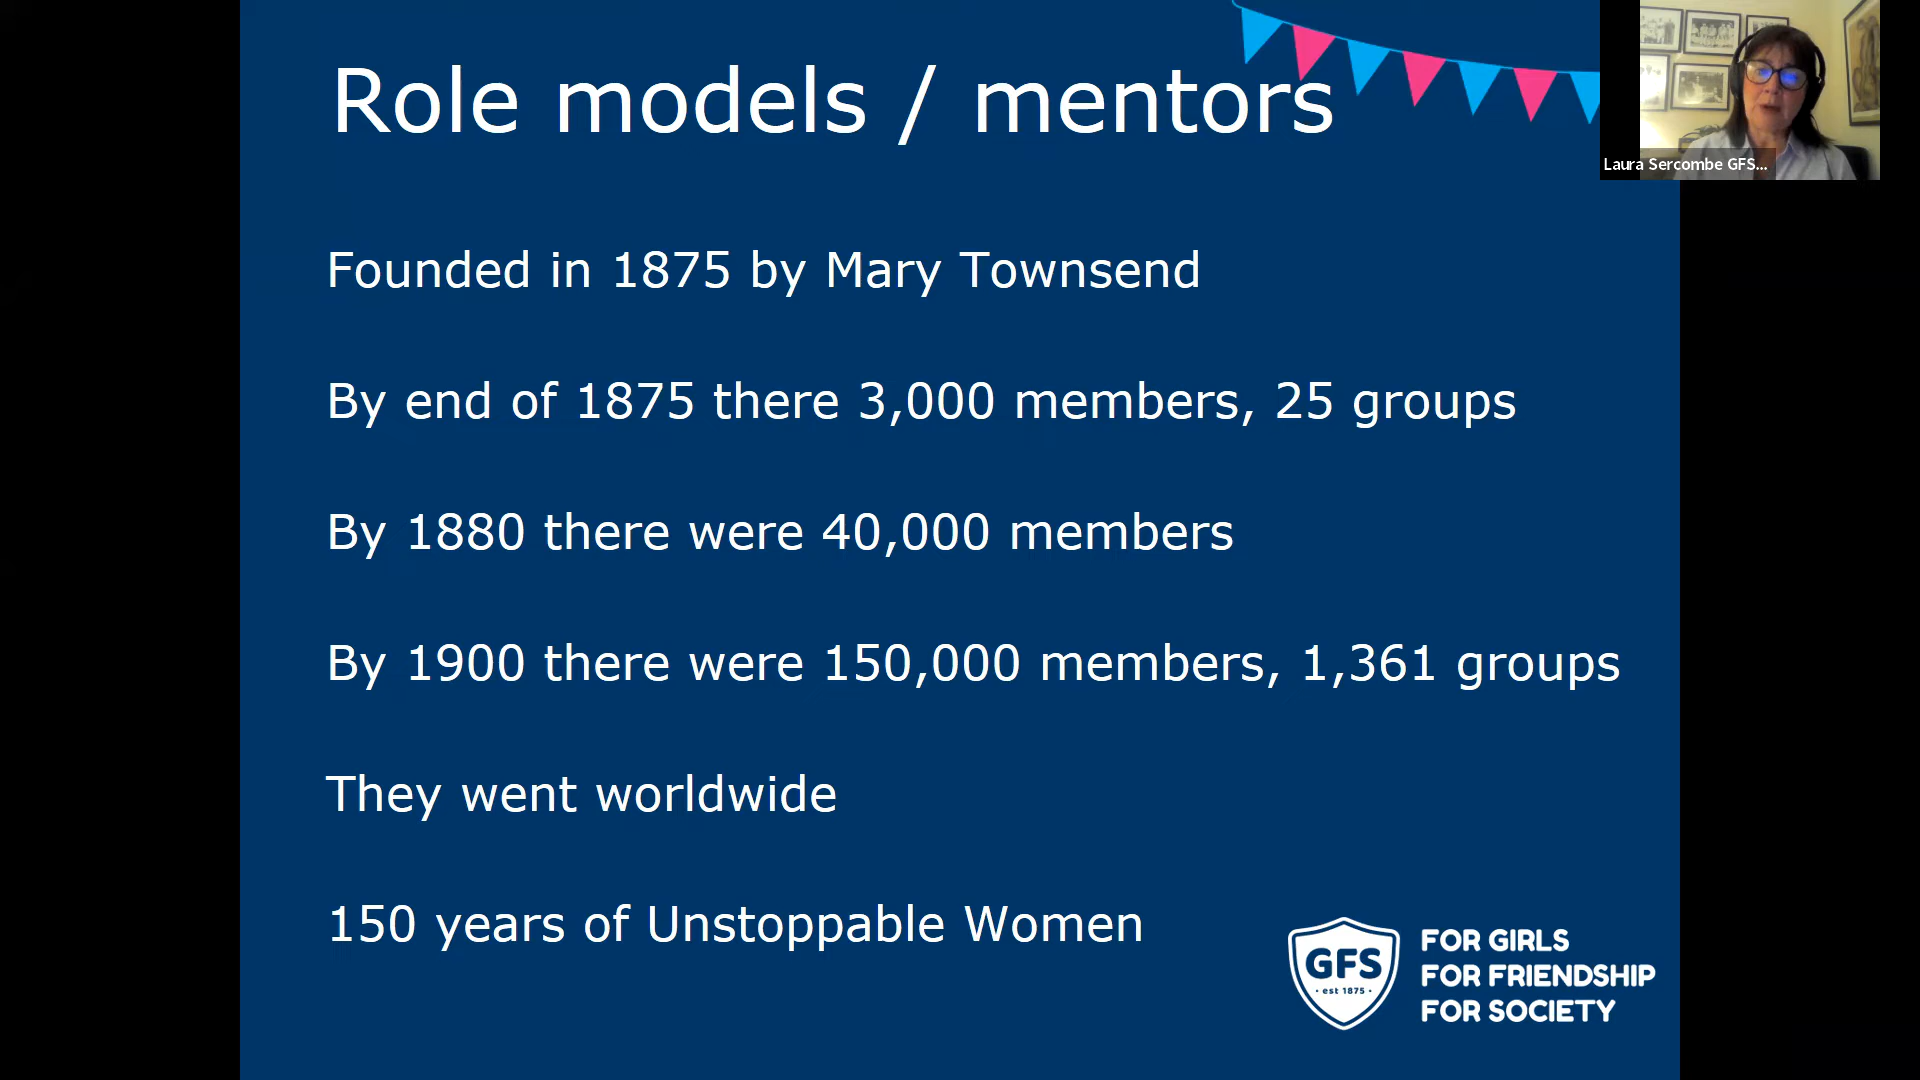 Role models / mentors
Laura Sercombe GFS...
Founded in 1875 by Mary Townsend
By end of 1875 there 3,000 members, 25 groups
By 1880 there were 40,000 members
By 1900 there were 150,000 members, 1,361 groups
They went worldwide
150 years of Unstoppable Women
GFS
· est 1875 ·
FOR GIRLS
FOR FRIENDSHIP
FOR SOCIETY